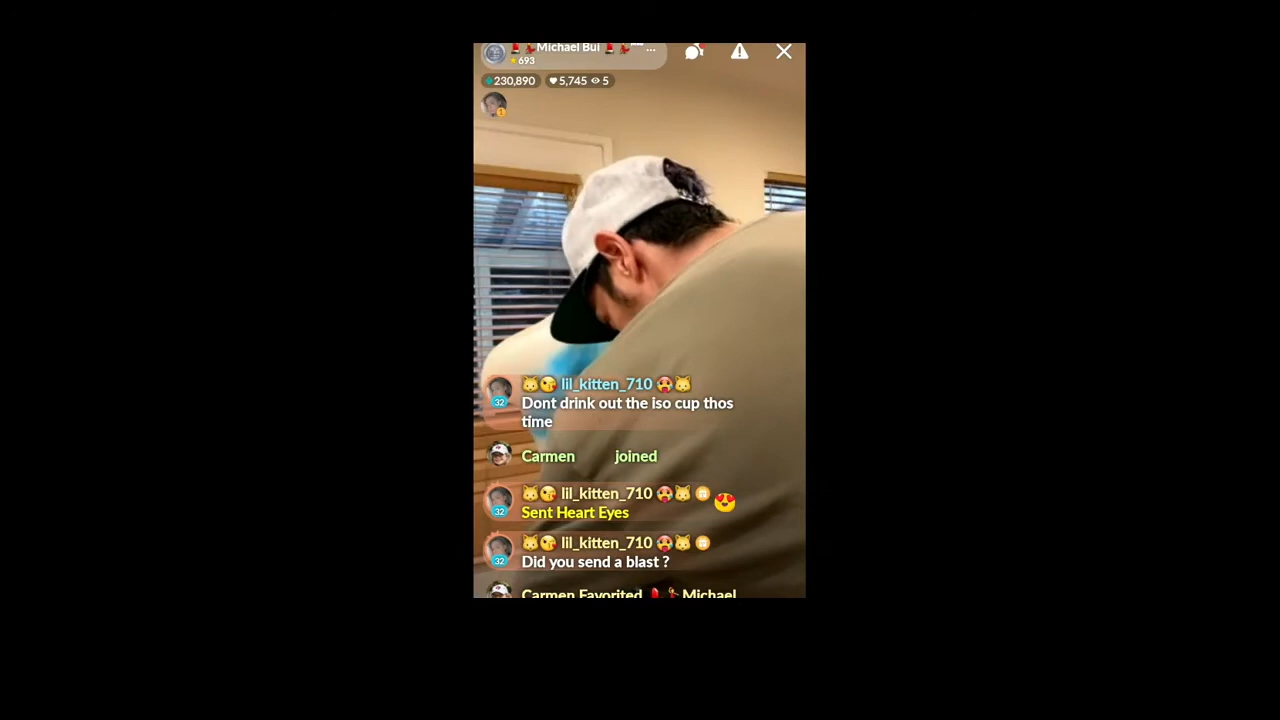 Michael Bui ...
693
230,890 5,745 5
1
lil_kitten_710
32
Dont drink out the iso cup thos
time
Carmen joined
lil_kitten_710
32
Sent Heart Eyes
lil_kitten_710
32
Did you send a blast ?
Carmen Favorited Michael